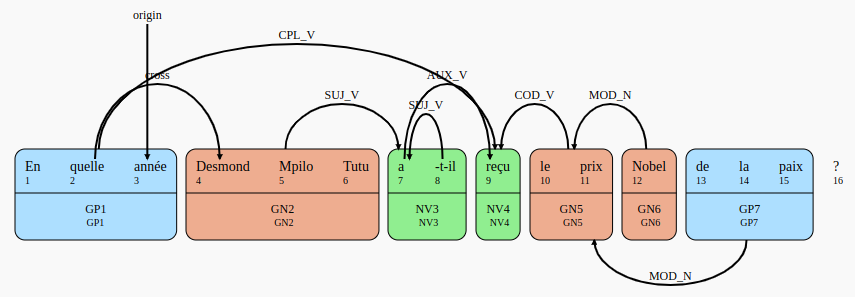 origin
CPL_V
cross
AUX_V
SUJ_V
SUJ_V
COD_V
MOD_N
En quelle année Desmond Mpilo Tutu a -t-il reçu le prix Nobel de la paix ?
1 2 3 4 5 6 7 8 9 10 11 12 13 14 15 16
GP1 GN2 NV3 NV4 GN5 GN6 GP7
GP1 GN2 NV3 NV4 GN5 GN6 GP7
MOD_N